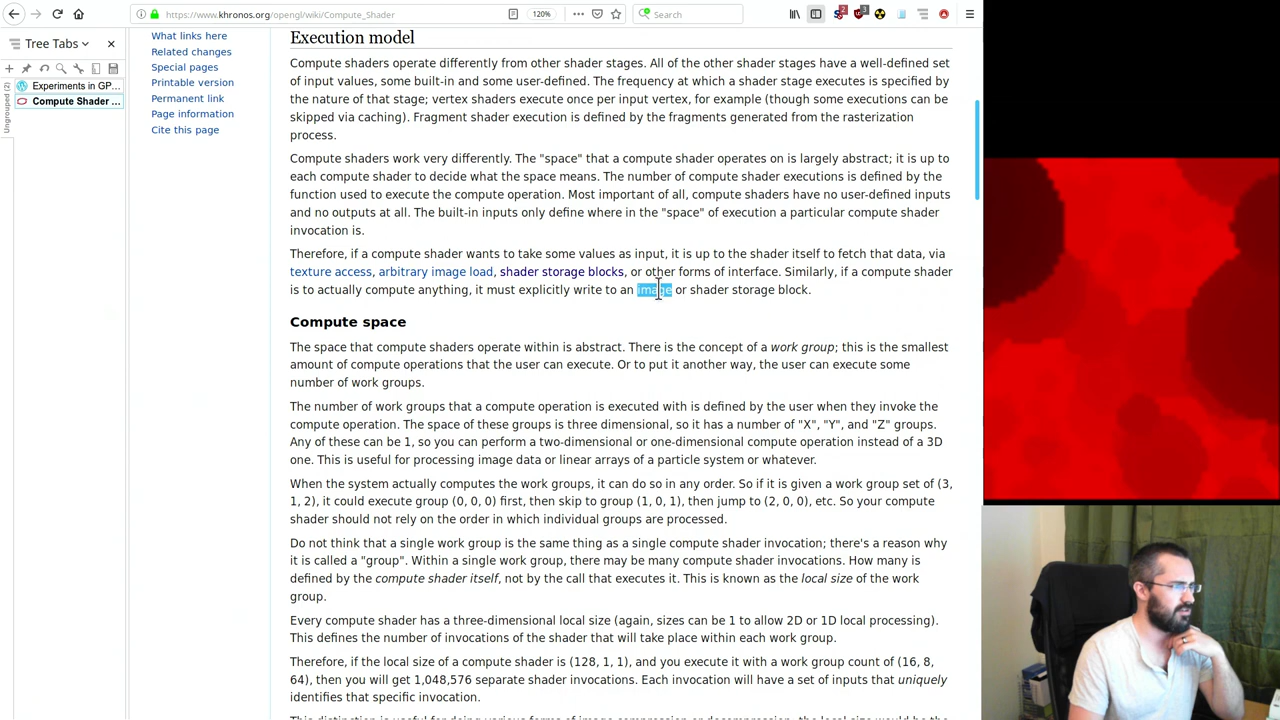 https://www.khronos.org/opengl/wiki/Compute_Shader
120%
Search
2
3
Tree Tabs
Ungrouped (2)
Experiments in GP...
Compute Shader ...
What links here
Related changes
Special pages
Printable version
Permanent link
Page information
Cite this page
Execution model
Compute shaders operate differently from other shader stages. All of the other shader stages have a well-defined set
of input values, some built-in and some user-defined. The frequency at which a shader stage executes is specified by
the nature of that stage; vertex shaders execute once per input vertex, for example (though some executions can be
skipped via caching). Fragment shader execution is defined by the fragments generated from the rasterization
process.
Compute shaders work very differently. The "space" that a compute shader operates on is largely abstract; it is up to
each compute shader to decide what the space means. The number of compute shader executions is defined by the
function used to execute the compute operation. Most important of all, compute shaders have no user-defined inputs
and no outputs at all. The built-in inputs only define where in the "space" of execution a particular compute shader
invocation is.
Therefore, if a compute shader wants to take some values as input, it is up to the shader itself to fetch that data, via
texture access, arbitrary image load, shader storage blocks, or other forms of interface. Similarly, if a compute shader
is to actually compute anything, it must explicitly write to an image or shader storage block.
Compute space
The space that compute shaders operate within is abstract. There is the concept of a work group; this is the smallest
amount of compute operations that the user can execute. Or to put it another way, the user can execute some
number of work groups.
The number of work groups that a compute operation is executed with is defined by the user when they invoke the
compute operation. The space of these groups is three dimensional, so it has a number of "X", "Y", and "Z" groups.
Any of these can be 1, so you can perform a two-dimensional or one-dimensional compute operation instead of a 3D
one. This is useful for processing image data or linear arrays of a particle system or whatever.
When the system actually computes the work groups, it can do so in any order. So if it is given a work group set of (3,
1, 2), it could execute group (0, 0, 0) first, then skip to group (1, 0, 1), then jump to (2, 0, 0), etc. So your compute
shader should not rely on the order in which individual groups are processed.
Do not think that a single work group is the same thing as a single compute shader invocation; there's a reason why
it is called a "group". Within a single work group, there may be many compute shader invocations. How many is
defined by the compute shader itself, not by the call that executes it. This is known as the local size of the work
group.
Every compute shader has a three-dimensional local size (again, sizes can be 1 to allow 2D or 1D local processing).
This defines the number of invocations of the shader that will take place within each work group.
Therefore, if the local size of a compute shader is (128, 1, 1), and you execute it with a work group count of (16, 8,
64), then you will get 1,048,576 separate shader invocations. Each invocation will have a set of inputs that uniquely
identifies that specific invocation.
This distinction is useful for doing various forms of image compression or decompression; the local size would be the